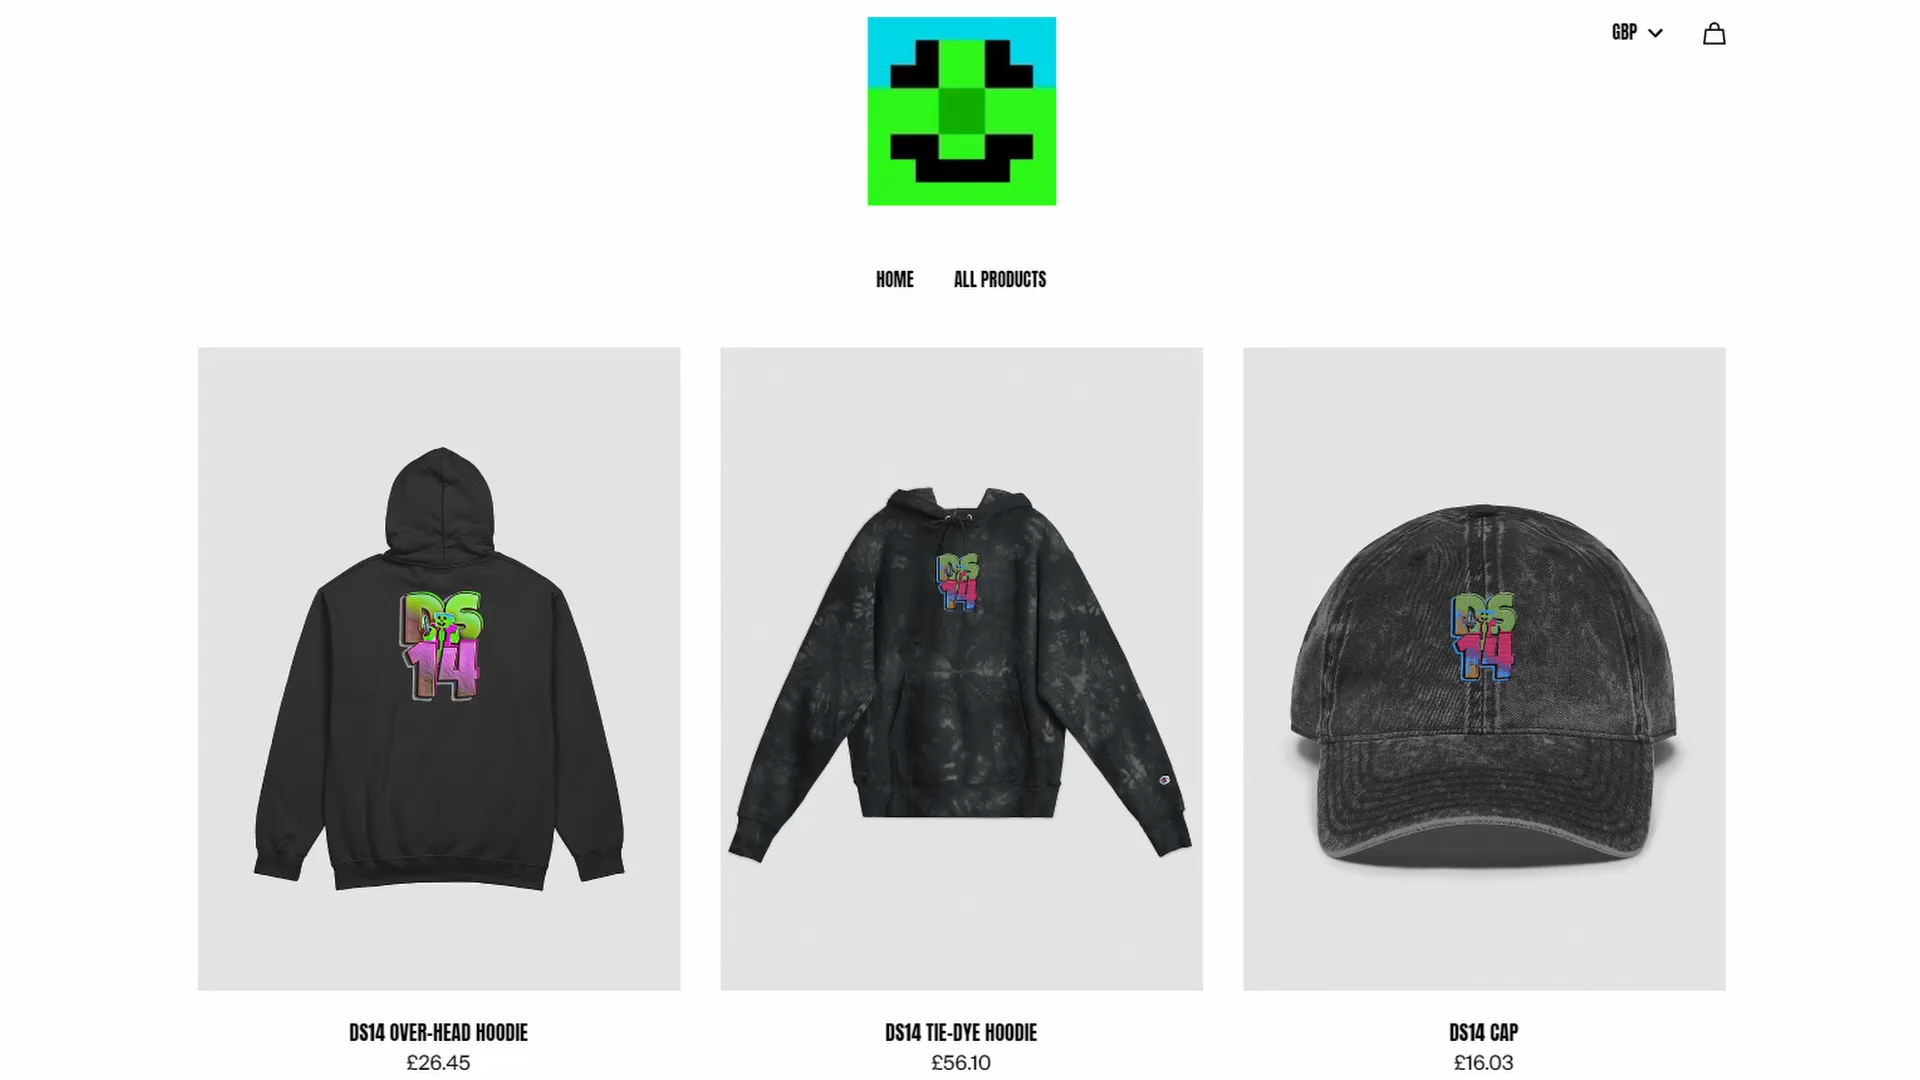 GBP
HOME ALL PRODUCTS
DS
14
DS
14
DS
14
DS14 OVER-HEAD HOODIE
£26.45
DS14 TIE-DYE HOODIE
£56.10
DS14 CAP
£16.03